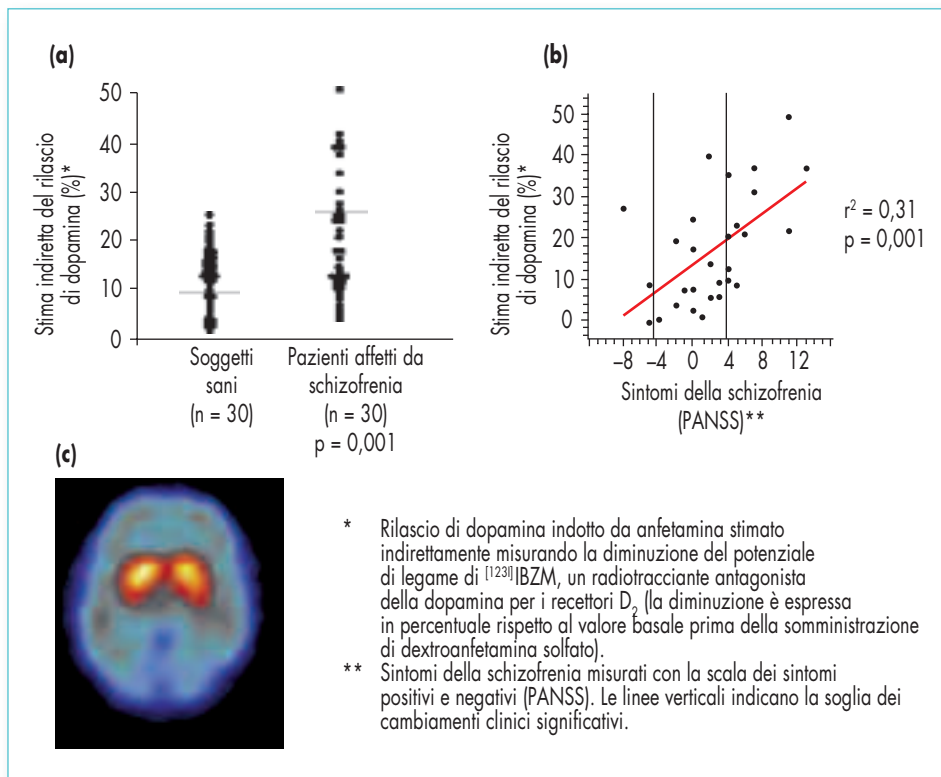 (a)
Stima indiretta del rilascio
di dopamina (%)*
50
40
30
20
10
0
Soggetti
sani
(n = 30)
Pazienti affetti da
schizofrenia
(n = 30)
p = 0,001
(b)
Stima indiretta del rilascio
di dopamina (%)*
50
40
30
20
10
0
−8 −4 0 4 8 12
Sintomi della schizofrenia
(PANSS)**
r² = 0,31
p = 0,001
(c)
* Rilascio di dopamina indotto da anfetamina stimato
indirettamente misurando la diminuzione del potenziale
di legame di [123I]IBZM, un radiotracciante antagonista
della dopamina per i recettori D₂ (la diminuzione è espressa
in percentuale rispetto al valore basale prima della somministrazione
di dextroanfetamina solfato).
** Sintomi della schizofrenia misurati con la scala dei sintomi
positivi e negativi (PANSS). Le linee verticali indicano la soglia dei
cambiamenti clinici significativi.